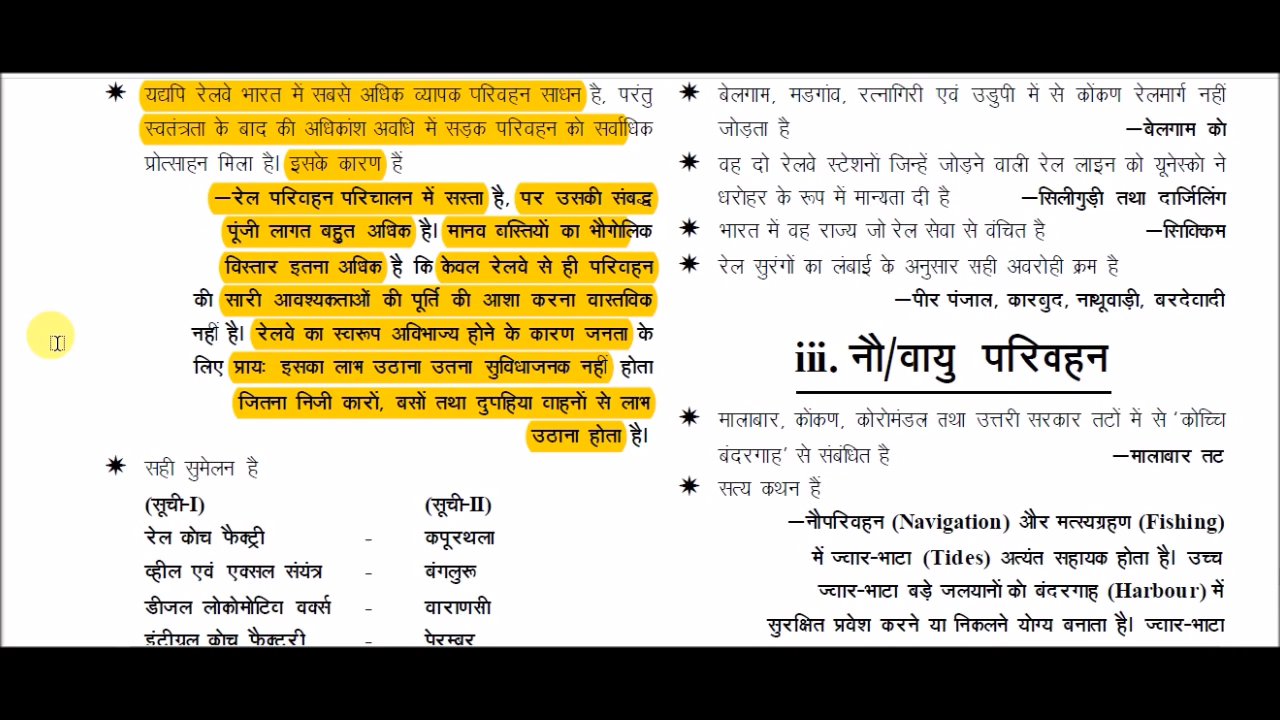 ✷ यद्यपि रेलवे भारत में सबसे अधिक व्यापक परिवहन साधन है, परंतु
स्वतंत्रता के बाद की अधिकांश अवधि में सड़क परिवहन को सर्वाधिक
प्रोत्साहन मिला है। इसके कारण हैं
–रेल परिवहन परिचालन में सस्ता है, पर उसकी संबद्ध
पूंजी लागत बहुत अधिक है। मानव बस्तियों का भौगोलिक
विस्तार इतना अधिक है कि केवल रेलवे से ही परिवहन
की सारी आवश्यकताओं की पूर्ति की आशा करना वास्तविक
नहीं है। रेलवे का स्वरूप अविभाज्य होने के कारण जनता के
लिए प्रायः इसका लाभ उठाना उतना सुविधाजनक नहीं होता
जितना निजी कारों, बसों तथा दुपहिया वाहनों से लाभ
उठाना होता है।
✷ सही सुमेलन है
(सूची-I) (सूची-II)
रेल कोच फैक्ट्री - कपूरथला
व्हील एवं एक्सल संयंत्र - बंगलुरू
डीजल लोकोमोटिव वर्क्स - वाराणसी
इंटीग्रल कोच फैक्टरी - पेरम्बूर
✷ बेलगाम, मडगांव, रत्नागिरी एवं उडुपी में से कोंकण रेलमार्ग नहीं
जोड़ता है –बेलगाम को
✷ वह दो रेलवे स्टेशनों जिन्हें जोड़ने वाली रेल लाइन को यूनेस्को ने
धरोहर के रूप में मान्यता दी है –सिलीगुड़ी तथा दार्जिलिंग
✷ भारत में वह राज्य जो रेल सेवा से वंचित है –सिक्किम
✷ रेल सुरंगों का लंबाई के अनुसार सही अवरोही क्रम है
–पीर पंजाल, कारबुद, नाथूवाड़ी, बरदेवादी
iii. नौ/वायु परिवहन
✷ मालाबार, कोंकण, कोरोमंडल तथा उत्तरी सरकार तटों में से 'कोच्चि
बंदरगाह' से संबंधित है –मालाबार तट
✷ सत्य कथन हैं
–नौपरिवहन (Navigation) और मत्स्यग्रहण (Fishing)
में ज्वार-भाटा (Tides) अत्यंत सहायक होता है। उच्च
ज्वार-भाटा बड़े जलयानों को बंदरगाह (Harbour) में
सुरक्षित प्रवेश करने या निकलने योग्य बनाता है। ज्वार-भाटा